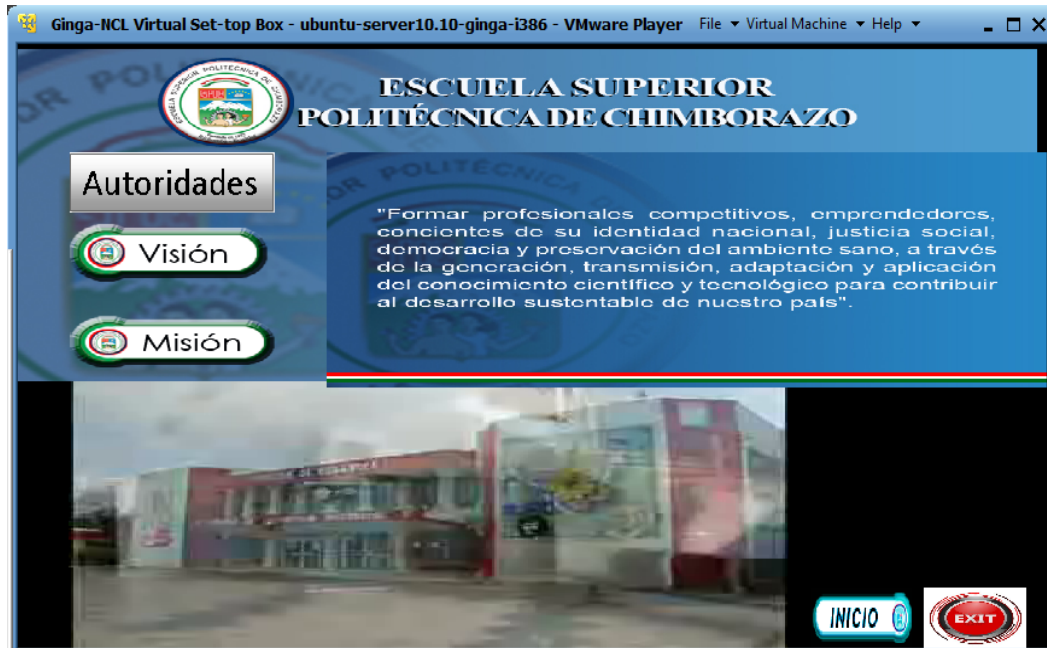 Ginga-NCL Virtual Set-top Box - ubuntu-server10.10-ginga-i386 - VMware Player File Virtual Machine Help
ESCUELA SUPERIOR
POLITÉCNICA DE CHIMBORAZO
Autoridades
Visión
Misión
"Formar profesionales competitivos, emprendedores,
concientes de su identidad nacional, justicia social,
democracia y preservación del ambiente sano, a través
de la generación, transmisión, adaptación y aplicación
del conocimiento científico y tecnológico para contribuir
al desarrollo sustentable de nuestro país".
INICIO
EXIT